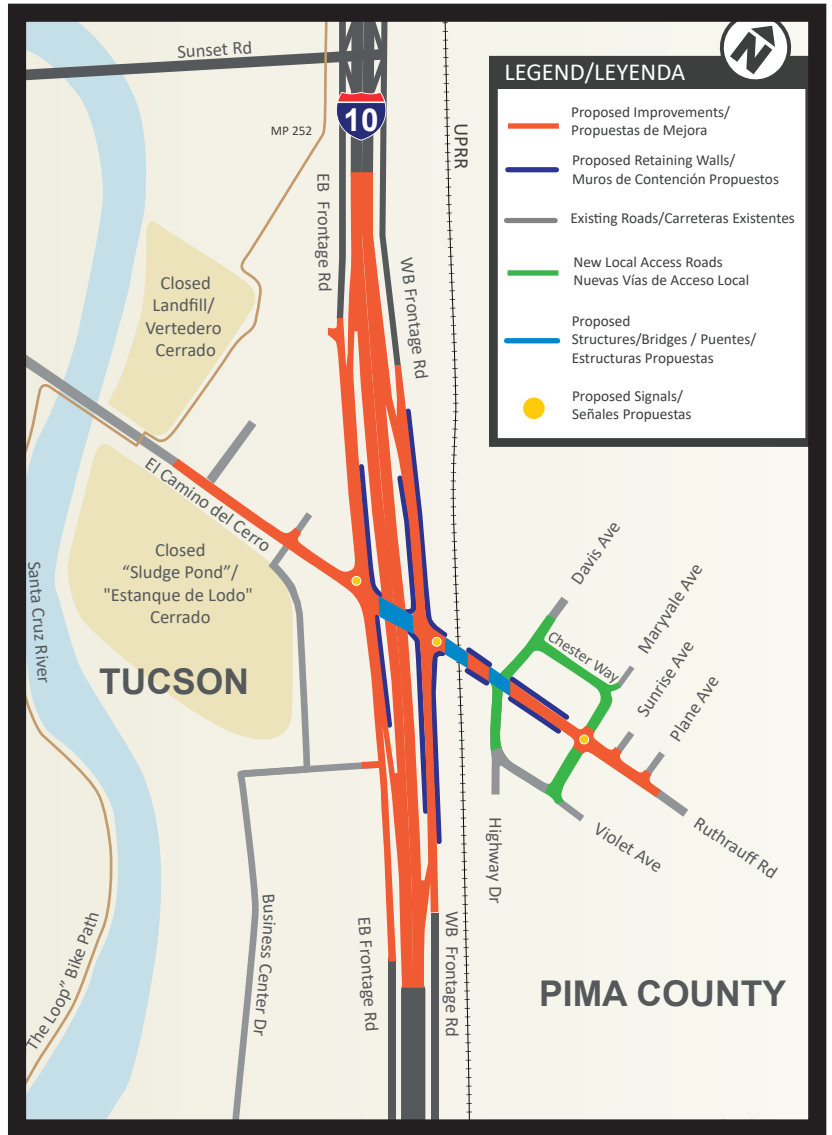 Sunset Rd
N
LEGEND/LEYENDA
Proposed Improvements/
Propuestas de Mejora
Proposed Retaining Walls/
Muros de Contención Propuestos
Existing Roads/Carreteras Existentes
New Local Access Roads
Nuevas Vías de Acceso Local
Proposed
Structures/Bridges / Puentes/
Estructuras Propuestas
Proposed Signals/
Señales Propuestas
10
MP 252
UPRR
EB Frontage Rd
WB Frontage Rd
Closed
Landfill/
Vertedero
Cerrado
El Camino del Cerro
Closed
“Sludge Pond”/
"Estanque de Lodo"
Cerrado
Santa Cruz River
TUCSON
Davis Ave
Chester Way
Maryvale Ave
Sunrise Ave
Plane Ave
Ruthrauff Rd
Violet Ave
Highway Dr
The Loop” Bike Path
Business Center Dr
EB Frontage Rd
WB Frontage Rd
PIMA COUNTY